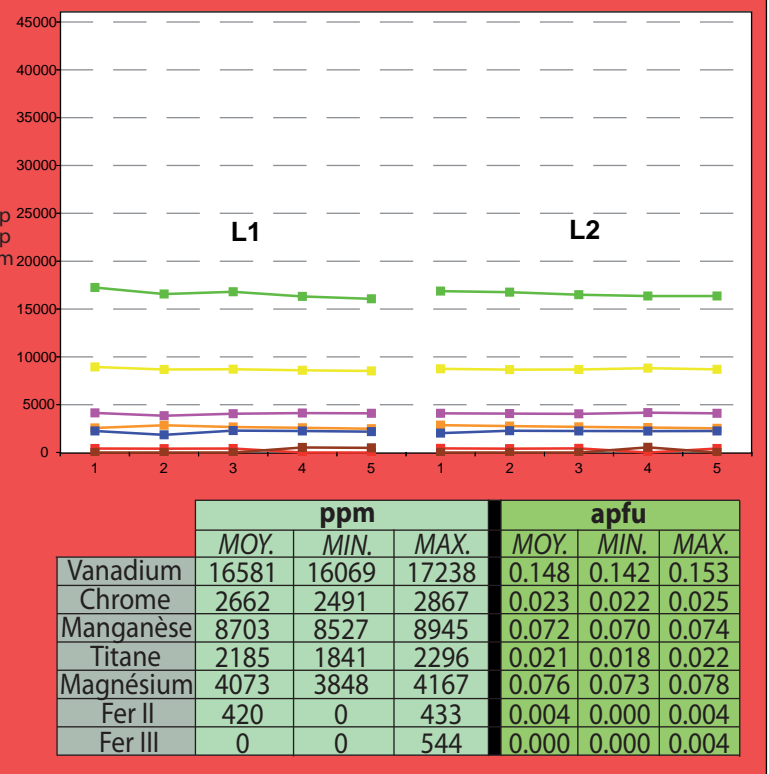 45000
40000
35000
30000
25000
20000
15000
10000
5000
0
p
p
m
L1
L2
1 2 3 4 5 1 2 3 4 5
ppm apfu
MOY. MIN. MAX. MOY. MIN. MAX.
Vanadium 16581 16069 17238 0.148 0.142 0.153
Chrome 2662 2491 2867 0.023 0.022 0.025
Manganèse 8703 8527 8945 0.072 0.070 0.074
Titane 2185 1841 2296 0.021 0.018 0.022
Magnésium 4073 3848 4167 0.076 0.073 0.078
Fer II 420 0 433 0.004 0.000 0.004
Fer III 0 0 544 0.000 0.000 0.004